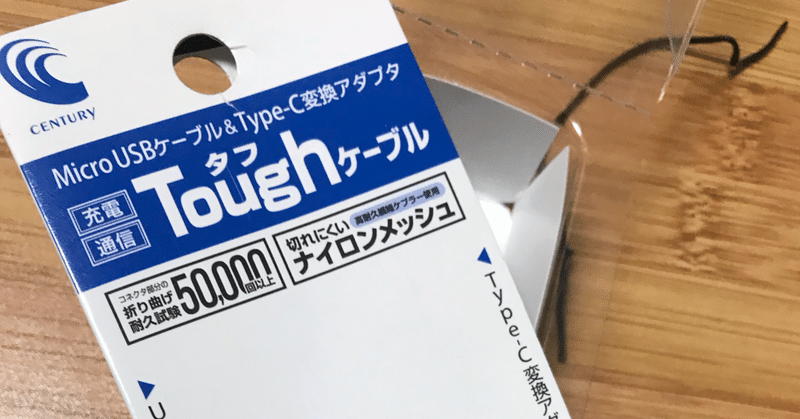 CENTURY
Micro USBケーブル&Type-C変換アダプタ
タフ
Toughケーブル
充電
通信
コネクタ部分の
折り曲げ
耐久試験
50,000回以上
高耐久繊維ケブラー使用
切れにくい
ナイロンメッシュ
Type-C変換アダ
U